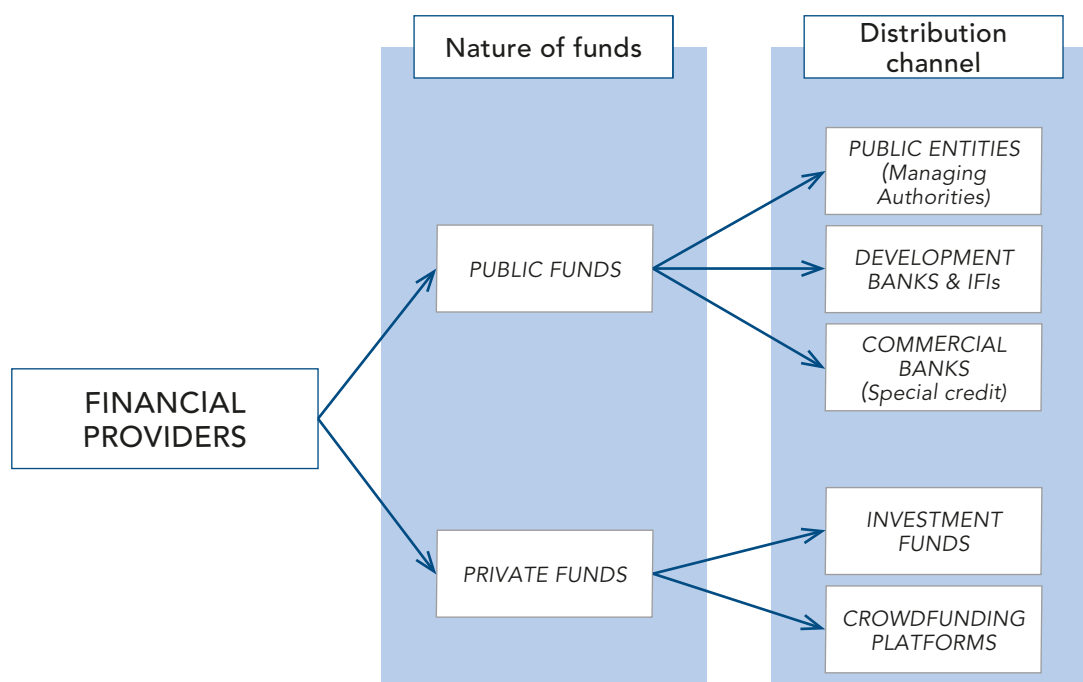 Nature of funds
Distribution
channel
PUBLIC ENTITIES
(Managing
Authorities)
PUBLIC FUNDS
DEVELOPMENT
BANKS & IFIs
COMMERCIAL
BANKS
(Special credit)
FINANCIAL
PROVIDERS
INVESTMENT
FUNDS
PRIVATE FUNDS
CROWDFUNDING
PLATFORMS